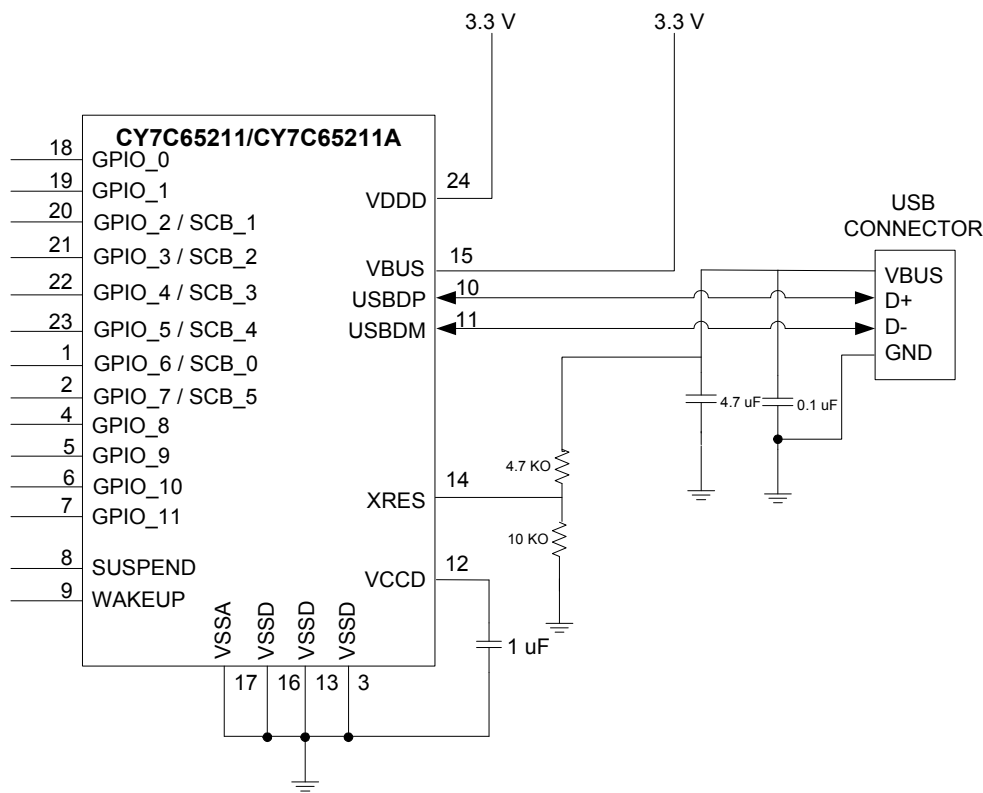 3.3 V
3.3 V
CY7C65211/CY7C65211A
18
GPIO_0
19
GPIO_1
20
GPIO_2 / SCB_1
21
GPIO_3 / SCB_2
22
GPIO_4 / SCB_3
23
GPIO_5 / SCB_4
1
GPIO_6 / SCB_0
2
GPIO_7 / SCB_5
4
GPIO_8
5
GPIO_9
6
GPIO_10
7
GPIO_11
8
SUSPEND
9
WAKEUP
VDDD
24
VBUS
15
USBDP
10
USBDM
11
XRES
14
VCCD
12
VSSA
VSSD
VSSD
VSSD
17
16
13
3
1 uF
4.7 KO
10 KO
4.7 uF
0.1 uF
USB
CONNECTOR
VBUS
D+
D-
GND